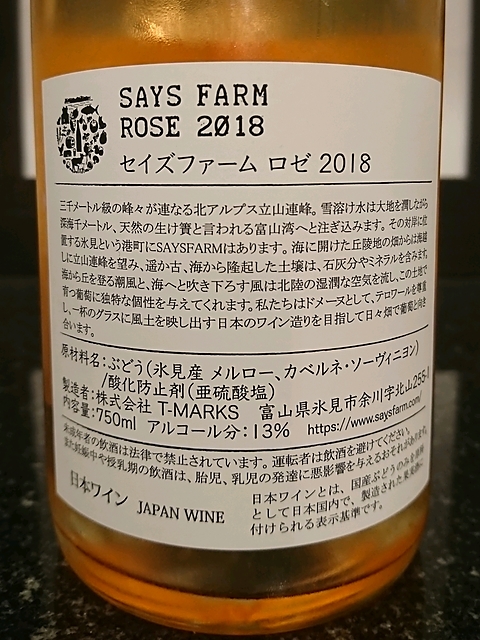 SAYS FARM
ROSE 2018
セイズファーム ロゼ 2018
三千メートル級の峰々が連なる北アルプス立山連峰。雪溶け水は大地を潤しながら
深海千メートル、天然の生け簀と言われる富山湾へと注ぎ込みます。その対岸に位
置する氷見という港町にSAYSFARMはあります。海に開けた丘陵地の畑からは海越
しに立山連峰を望み、遥か古、海から隆起した土壌は、石灰分やミネラルを含みます。
海から丘を登る潮風と、海へと吹き下ろす風は北陸の湿潤な空気を流し、この土地で
育つ葡萄に独特な個性を与えてくれます。私たちはドメーヌとして、テロワールを尊重
し、一杯のグラスに風土を映し出す日本のワイン造りを目指して日々畑で葡萄と向き
合います。
原材料名：ぶどう（氷見産 メルロー、カベルネ・ソーヴィニヨン）
/酸化防止剤（亜硫酸塩）
製造者：株式会社 T-MARKS 富山県氷見市余川字北山255-1
内容量：750ml アルコール分：13% https://www.saysfarm.com/
未成年者の飲酒は法律で禁止されています。運転者は飲酒を避けてください。
また妊娠中や授乳期の飲酒は、胎児、乳児の発達に悪影響を与えるおそれがあります。
日本ワイン JAPAN WINE
日本ワインとは、国産ぶどうのみを原料
として日本国内で、製造された果実酒に
付けられる表示基準です。